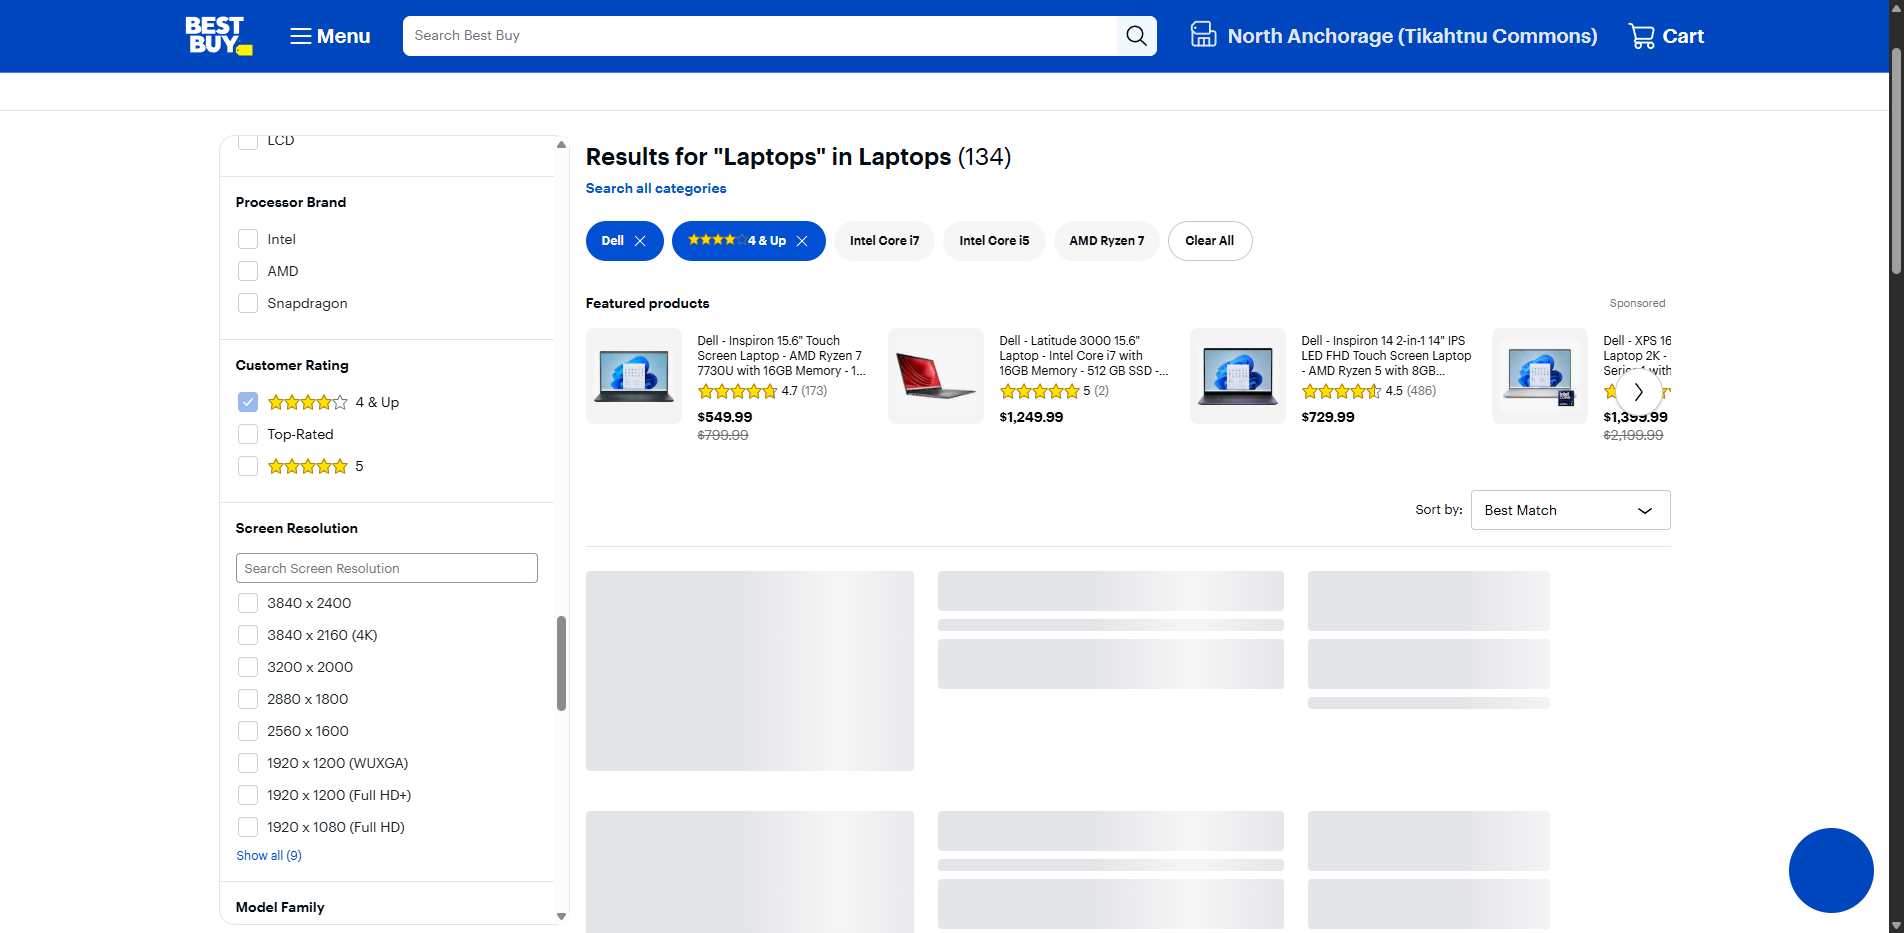 BEST BUY
Menu
Search Best Buy
North Anchorage (Tikahtnu Commons)
Cart
LCD
Processor Brand
Intel
AMD
Snapdragon
Customer Rating
4 & Up
Top-Rated
5
Screen Resolution
Search Screen Resolution
3840 x 2400
3840 x 2160 (4K)
3200 x 2000
2880 x 1800
2560 x 1600
1920 x 1200 (WUXGA)
1920 x 1200 (Full HD+)
1920 x 1080 (Full HD)
Show all (9)
Model Family
Results for "Laptops" in Laptops (134)
Search all categories
Dell
4 & Up
Intel Core i7
Intel Core i5
AMD Ryzen 7
Clear All
Featured products
Sponsored
Dell - Inspiron 15.6" Touch
Screen Laptop - AMD Ryzen 7
7730U with 16GB Memory - 1...
4.7 (173)
$549.99
$799.99
Dell - Latitude 3000 15.6"
Laptop - Intel Core i7 with
16GB Memory - 512 GB SSD -...
5 (2)
$1,249.99
Dell - Inspiron 14 2-in-1 14" IPS
LED FHD Touch Screen Laptop
- AMD Ryzen 5 with 8GB...
4.5 (486)
$729.99
Dell - XPS 16
Laptop 2K -
with
$1,399.99
$2,199.99
Sort by:
Best Match